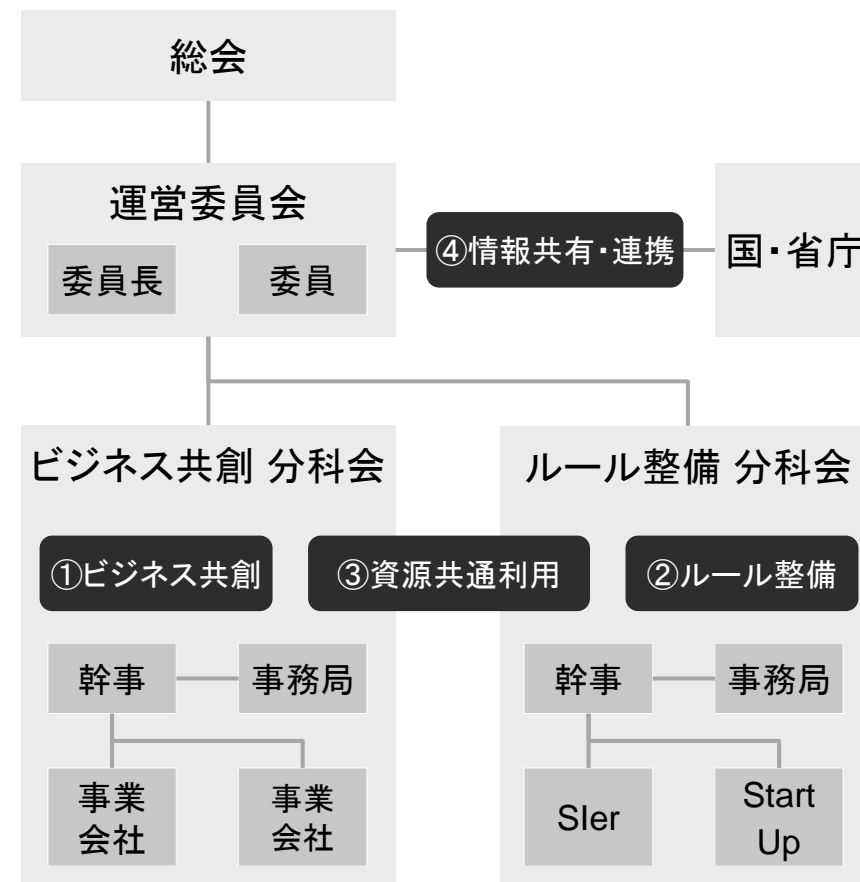 総会
運営委員会
委員長
委員
④情報共有・連携
国・省庁
ビジネス共創 分科会
ルール整備 分科会
①ビジネス共創
③資源共通利用
②ルール整備
幹事
事務局
幹事
事務局
事業
会社
事業
会社
SIer
Start
Up